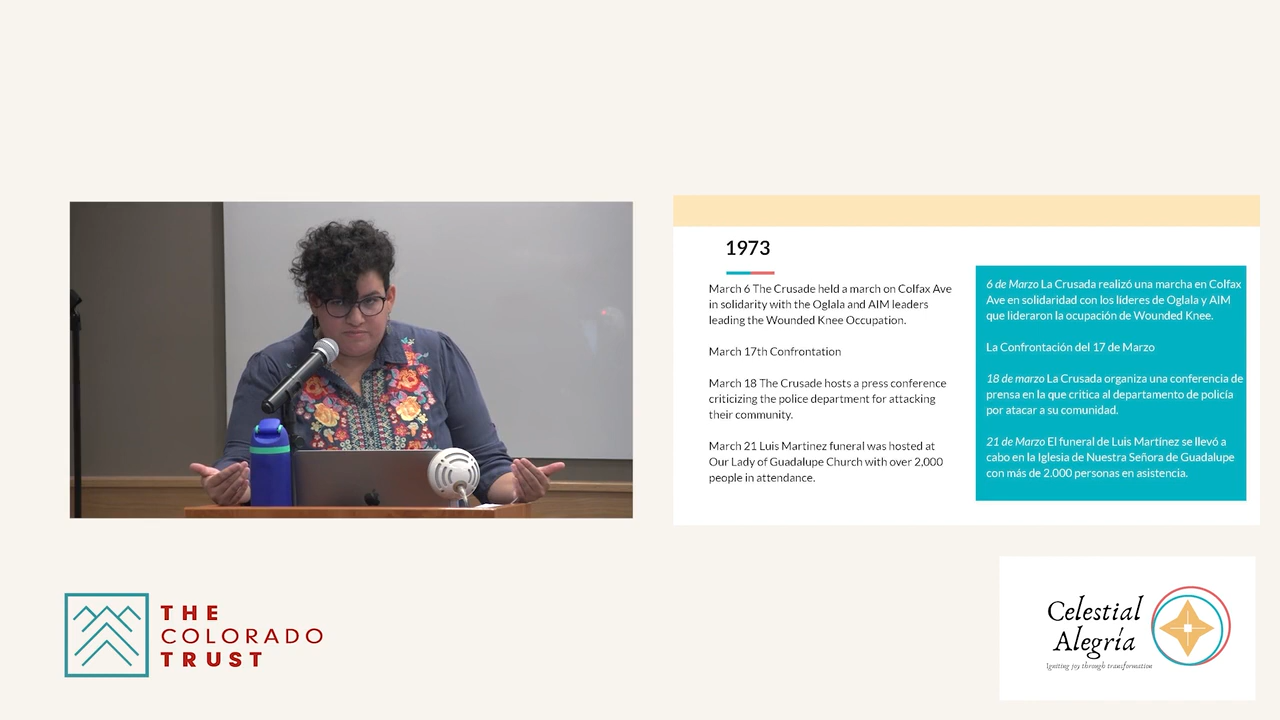 1973
March 6 The Crusade held a march on Colfax Ave
in solidarity with the Oglala and AIM leaders
leading the Wounded Knee Occupation.
March 17th Confrontation
March 18 The Crusade hosts a press conference
criticizing the police department for attacking
their community.
March 21 Luis Martinez funeral was hosted at
Our Lady of Guadalupe Church with over 2,000
people in attendance.
6 de Marzo La Crusada realizó una marcha en Colfax
Ave en solidaridad con los líderes de Oglala y AIM
que lideraron la ocupación de Wounded Knee.
La Confrontación del 17 de Marzo
18 de marzo La Crusada organiza una conferencia de
prensa en la que critica al departamento de policía
por atacar a su comunidad.
21 de Marzo El funeral de Luis Martínez se llevó a
cabo en la Iglesia de Nuestra Señora de Guadalupe
con más de 2,000 personas en asistencia.
THE
COLORADO
TRUST
Celestial
Alegría
Igniting joy through transformation